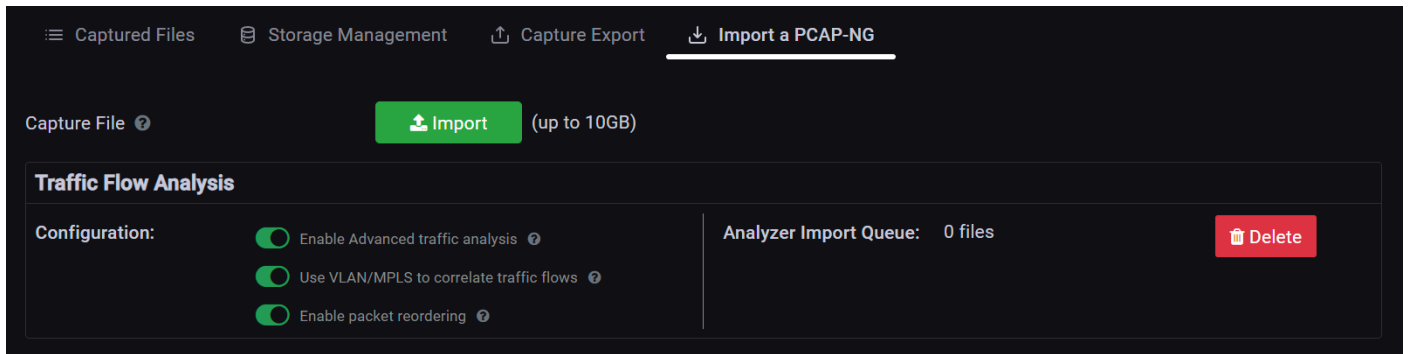 Captured Files Storage Management Capture Export Import a PCAP-NG
Capture File Import (up to 10GB)
Traffic Flow Analysis
Configuration: Enable Advanced traffic analysis Analyzer Import Queue: 0 files Delete
Use VLAN/MPLS to correlate traffic flows
Enable packet reordering